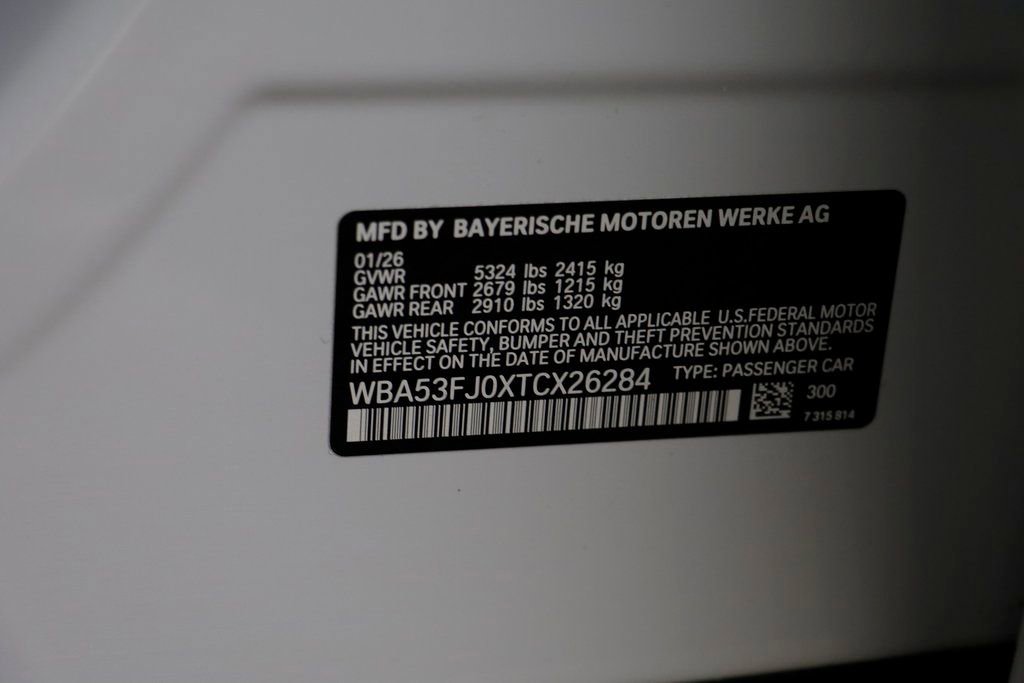 MFD BY BAYERISCHE MOTOREN WERKE AG
01/26
GVWR 5324 lbs 2415 kg
GAWR FRONT 2679 lbs 1215 kg
GAWR REAR 2910 lbs 1320 kg
THIS VEHICLE CONFORMS TO ALL APPLICABLE U.S.FEDERAL MOTOR
VEHICLE SAFETY, BUMPER AND THEFT PREVENTION STANDARDS
IN EFFECT ON THE DATE OF MANUFACTURE SHOWN ABOVE.
WBA53FJ0XTCX26284 TYPE: PASSENGER CAR
300
7 315 814